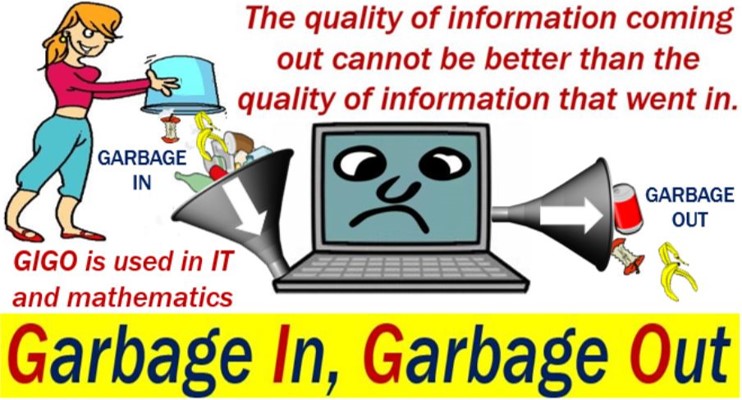 The quality of information coming
out cannot be better than the
quality of information that went in.
GARBAGE
IN
GARBAGE
OUT
GIGO is used in IT
and mathematics
Garbage In, Garbage Out